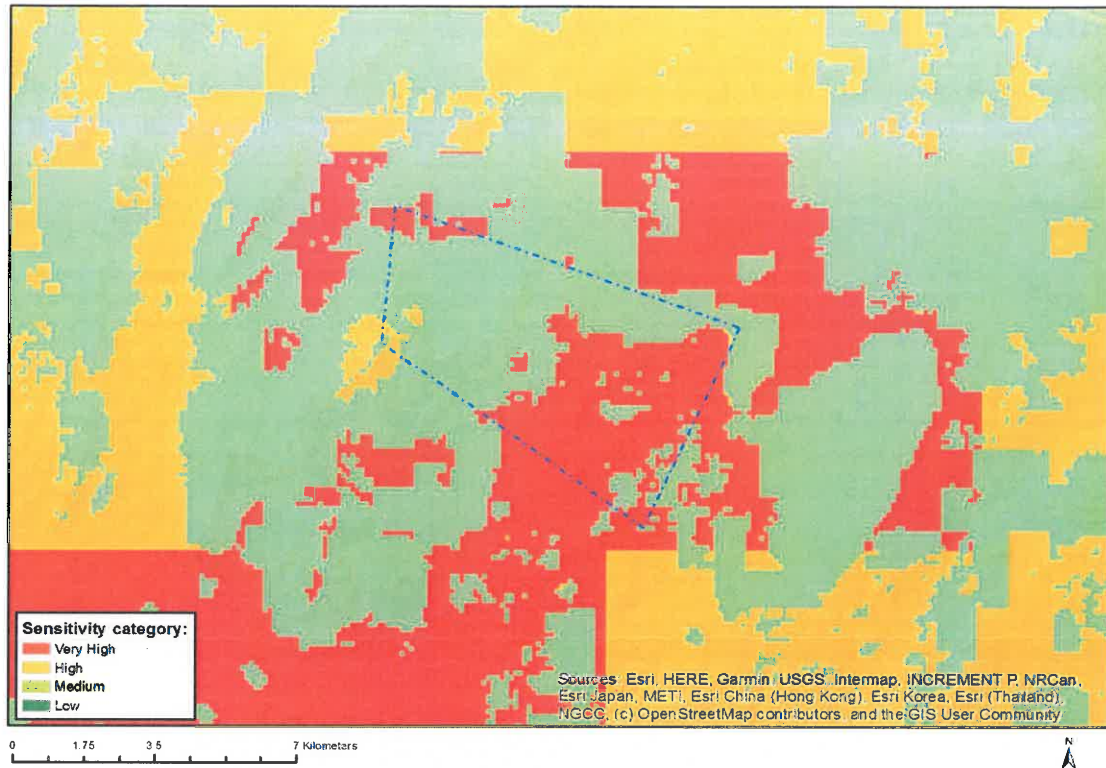 Sensitivity category:
Very High
High
Medium
Low
Sources: Esri, HERE, Garmin, USGS, Intermap, INCREMENT P, NRCan,
Esri Japan, METI, Esri China (Hong Kong), Esri Korea, Esri (Thailand),
NGCC, (c) OpenStreetMap contributors, and the GIS User Community
0 1.75 3.5 7 Kilometers
N